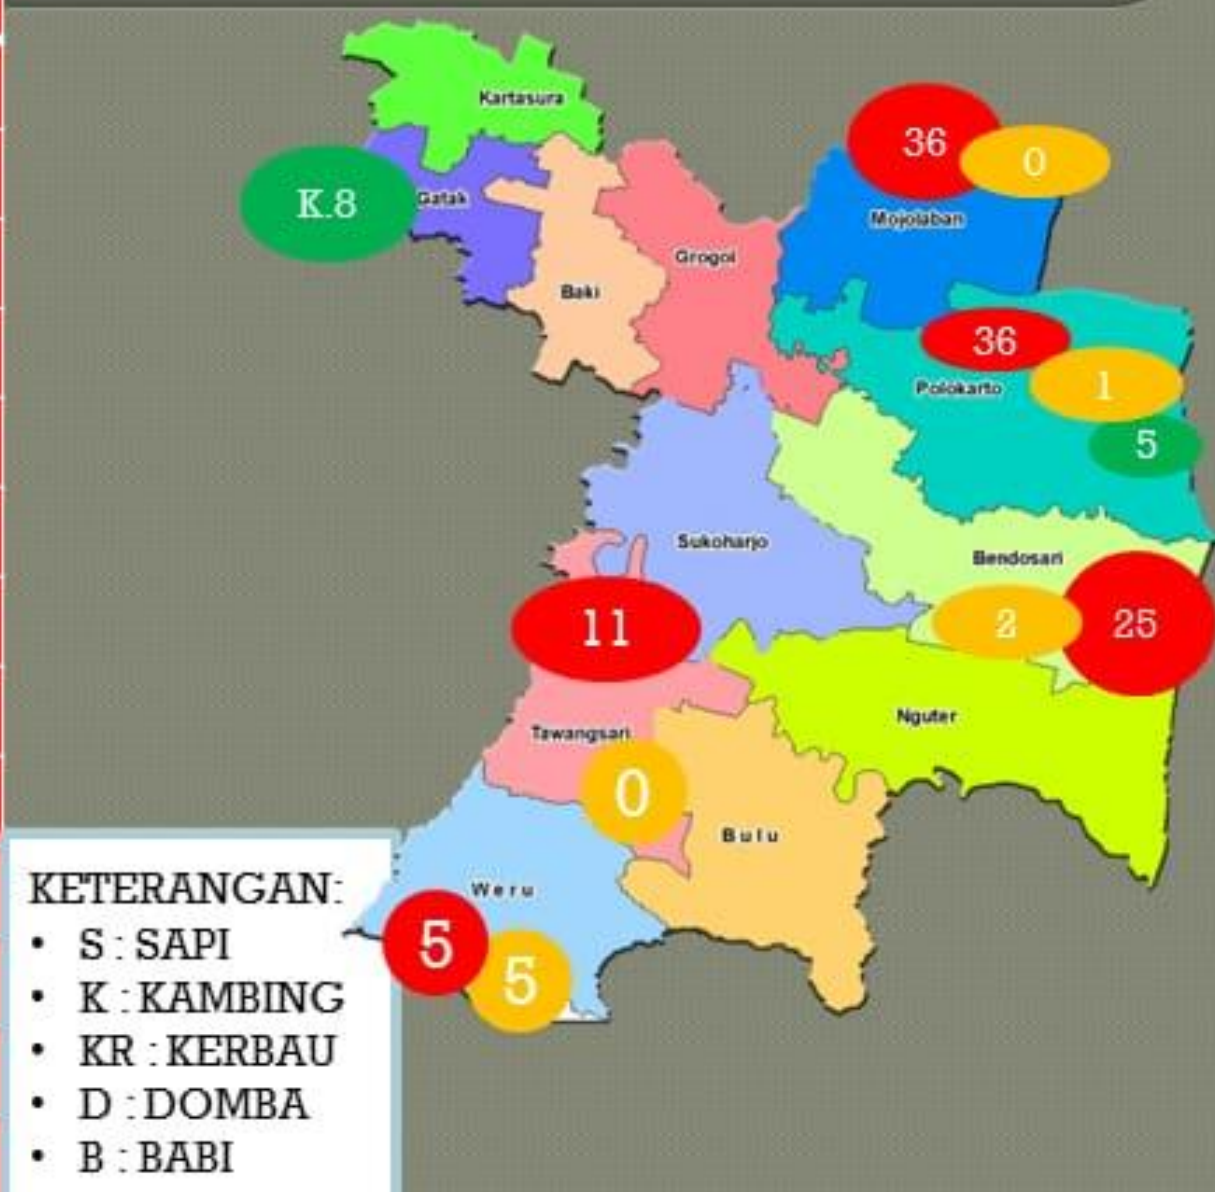 Kartasura
36
0
K.8
Gatak
Mojolaban
Grogol
Baki
36
1
Polokarto
5
Sukoharjo
Bendosari
11
2
25
Nguter
Tawangsari
0
Bulu
Weru
5
5
KETERANGAN:
• S : SAPI
• K : KAMBING
• KR : KERBAU
• D : DOMBA
• B : BABI